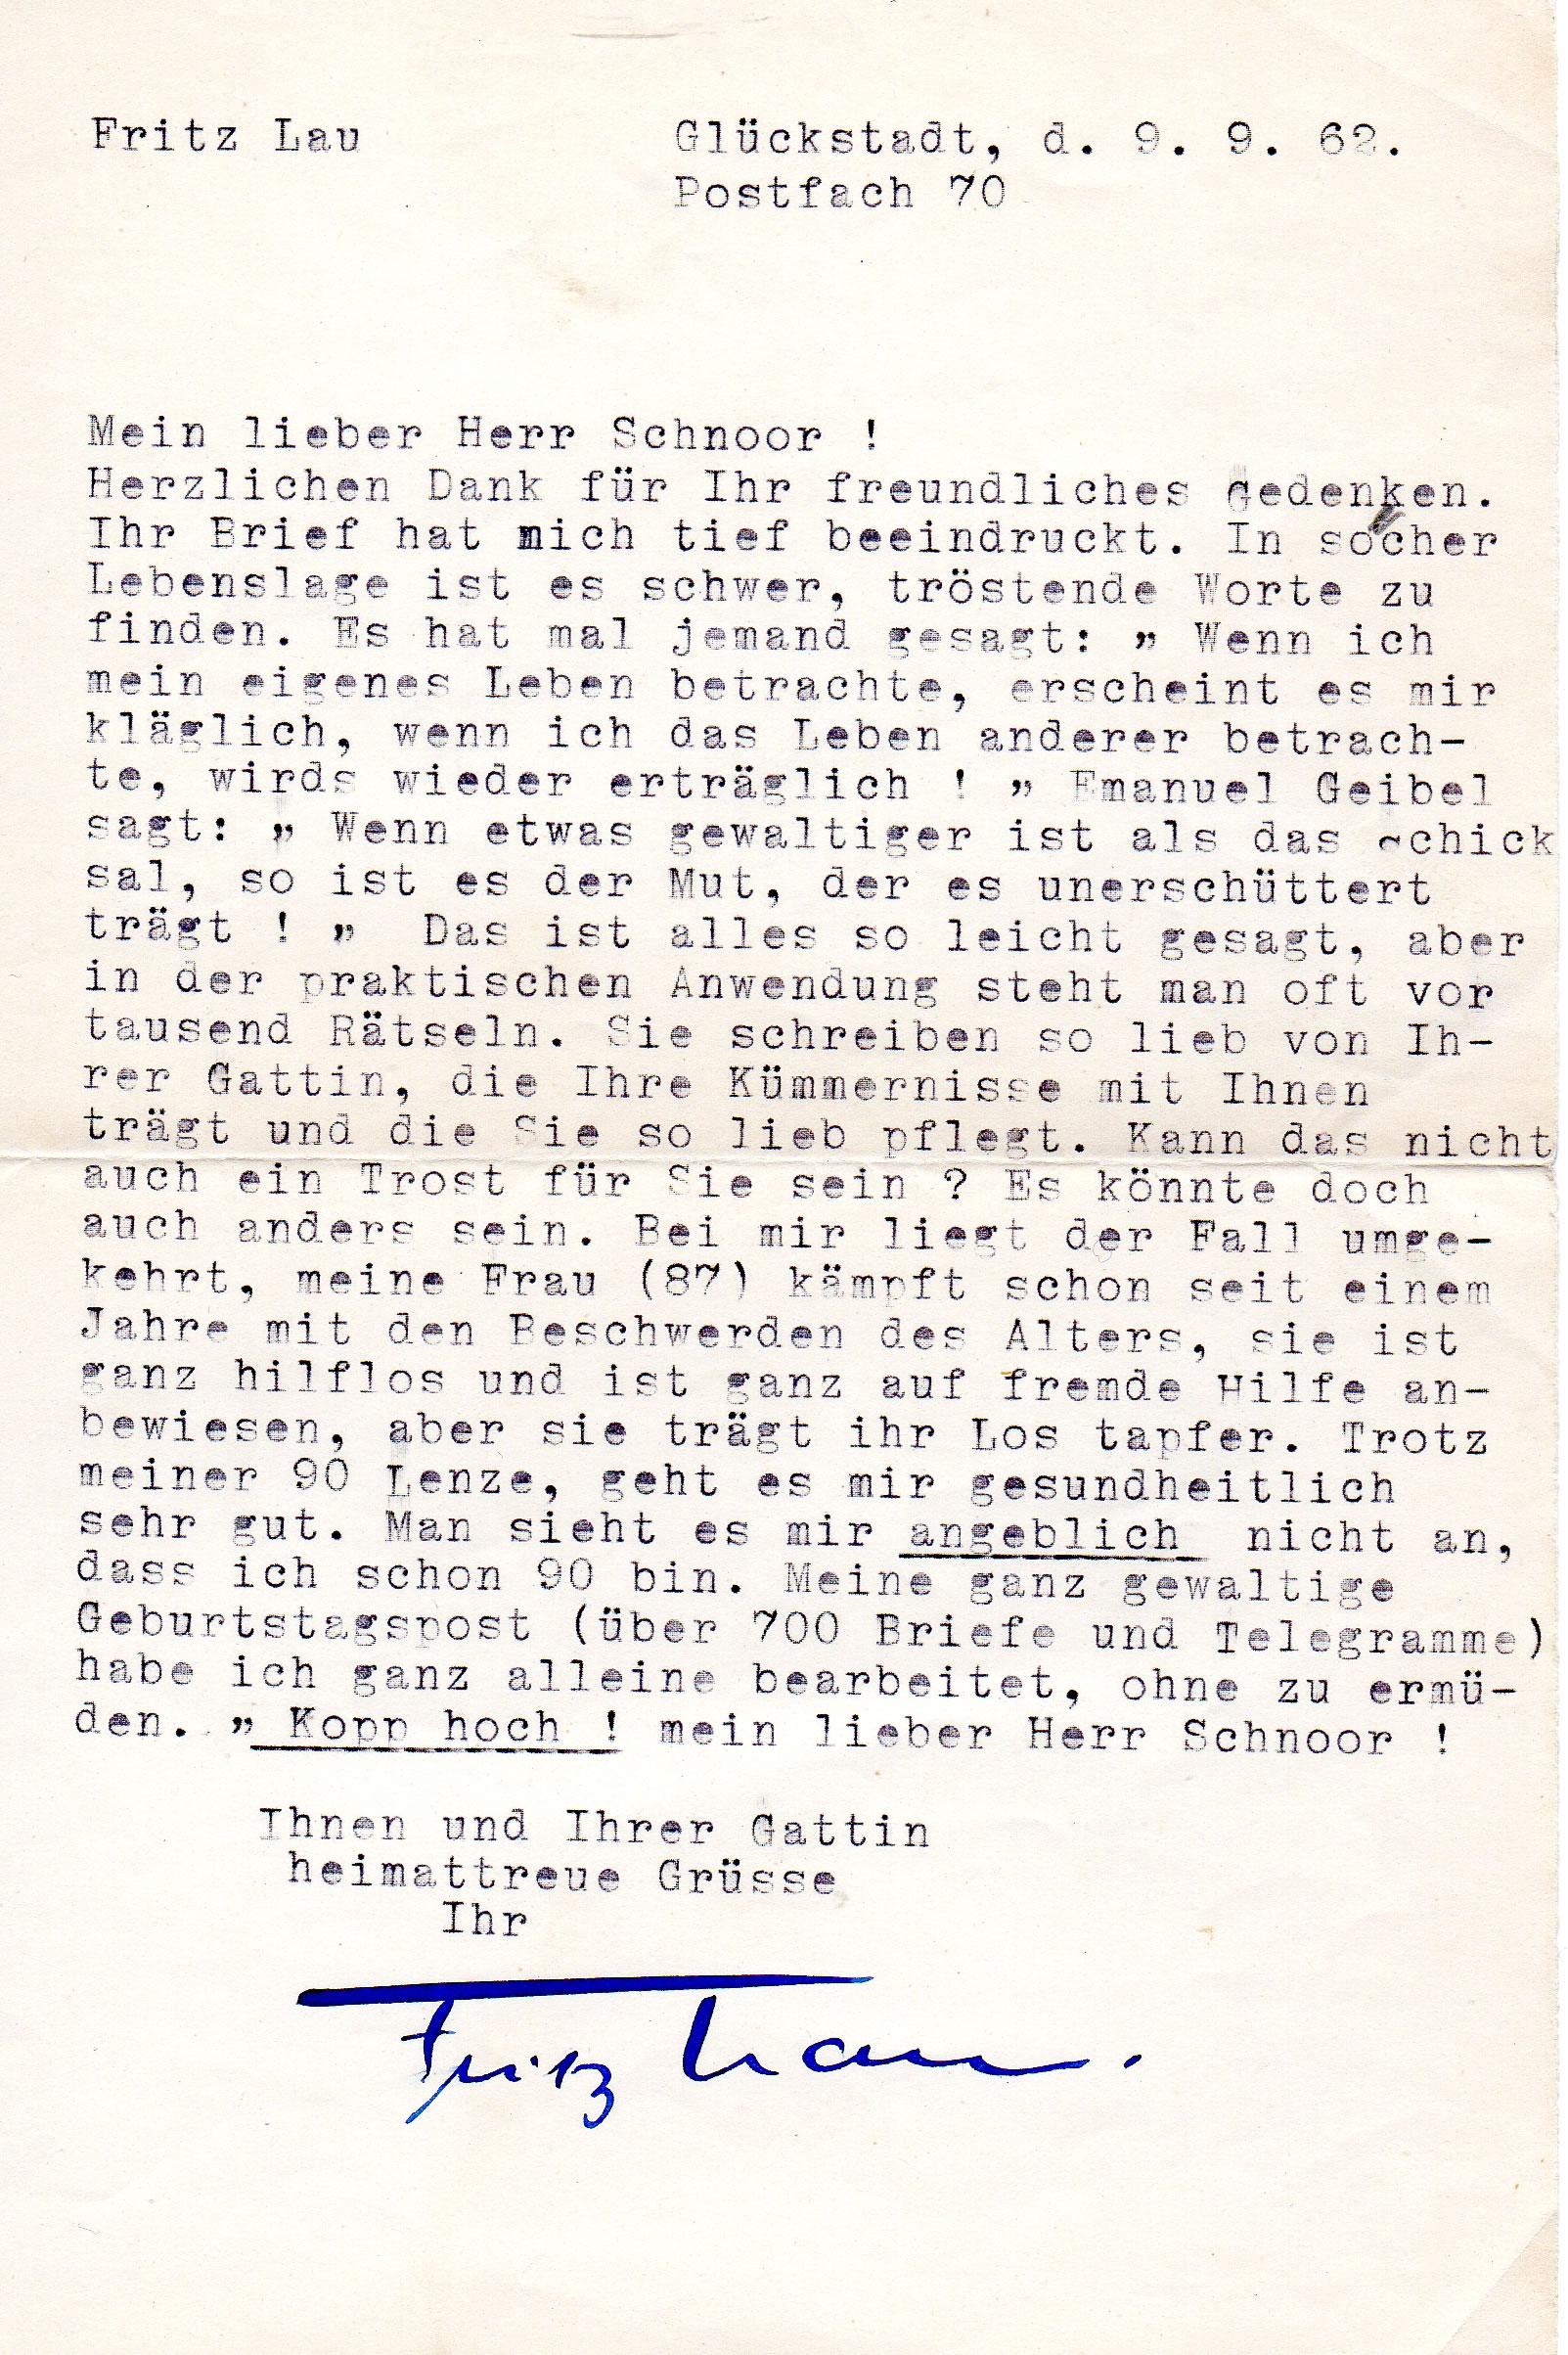 Fritz Lau Glückstadt, d. 9. 9. 62.
Postfach 70
Mein lieber Herr Schnoor !
Herzlichen Dank für Ihr freundliches Gedenken.
Ihr Brief hat mich tief beeindruckt. In socher
Lebenslage ist es schwer, tröstende Worte zu
finden. Es hat mal jemand gesagt: „ Wenn ich
mein eigenes Leben betrachte, erscheint es mir
kläglich, wenn ich das Leben anderer betrach-
te, wirds wieder erträglich ! „ Emanuel Geibel
sagt: „ Wenn etwas gewaltiger ist als das Schick
sal, so ist es der Mut, der es unerschüttert
trägt ! „ Das ist alles so leicht gesagt, aber
in der praktischen Anwendung steht man oft vor
tausend Rätseln. Sie schreiben so lieb von Ih-
rer Gattin, die Ihre Kümmernisse mit Ihnen
trägt und die Sie so lieb pflegt. Kann das nicht
auch ein Trost für Sie sein ? Es könnte doch
auch anders sein. Bei mir liegt der Fall umge-
kehrt, meine Frau (87) kämpft schon seit einem
Jahre mit den Beschwerden des Alters, sie ist
ganz hilflos und ist ganz auf fremde Hilfe an-
bewiesen, aber sie trägt ihr Los tapfer. Trotz
meiner 90 Lenze, geht es mir gesundheitlich
sehr gut. Man sieht es mir angeblich nicht an,
dass ich schon 90 bin. Meine ganz gewaltige
Geburtstagspost (über 700 Briefe und Telegramme)
habe ich ganz alleine bearbeitet, ohne zu ermü-
den. „ Kopp hoch ! mein lieber Herr Schnoor !
Ihnen und Ihrer Gattin
heimattreue Grüsse
Ihr
Fritz Lau.